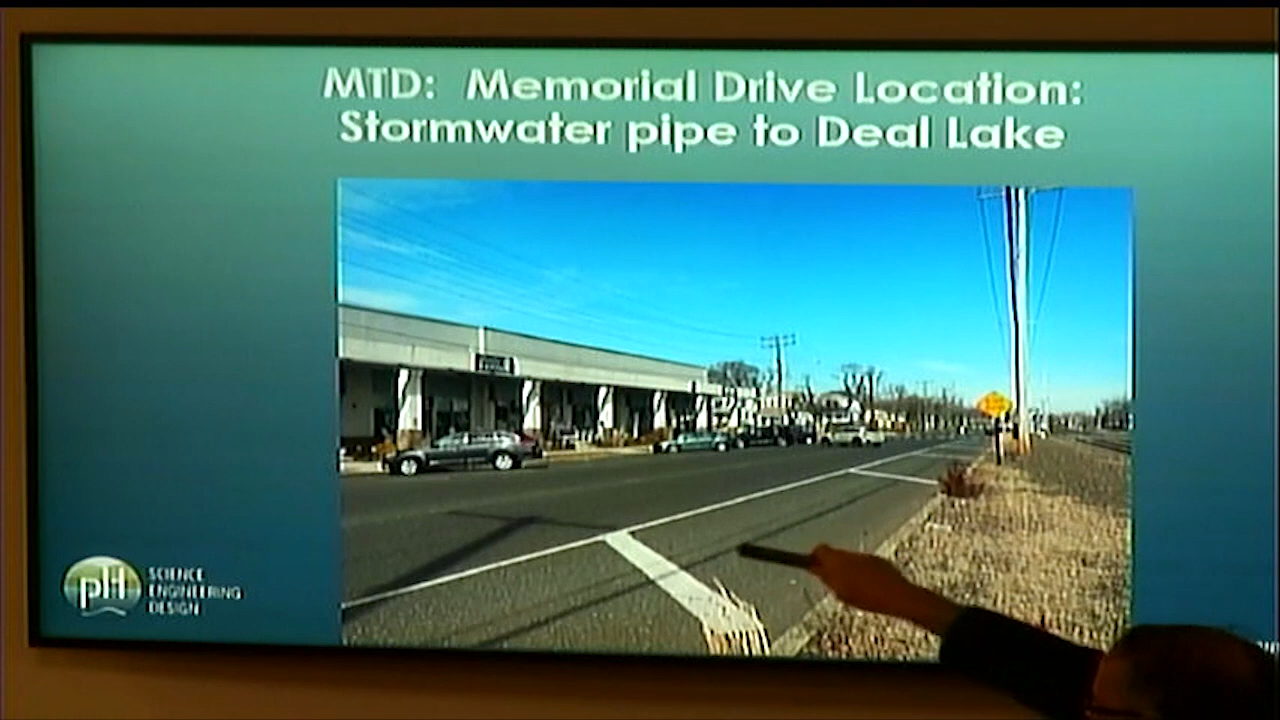 MTD: Memorial Drive Location:
Stormwater pipe to Deal Lake
pH
SCIENCE
ENGINEERING
DESIGN